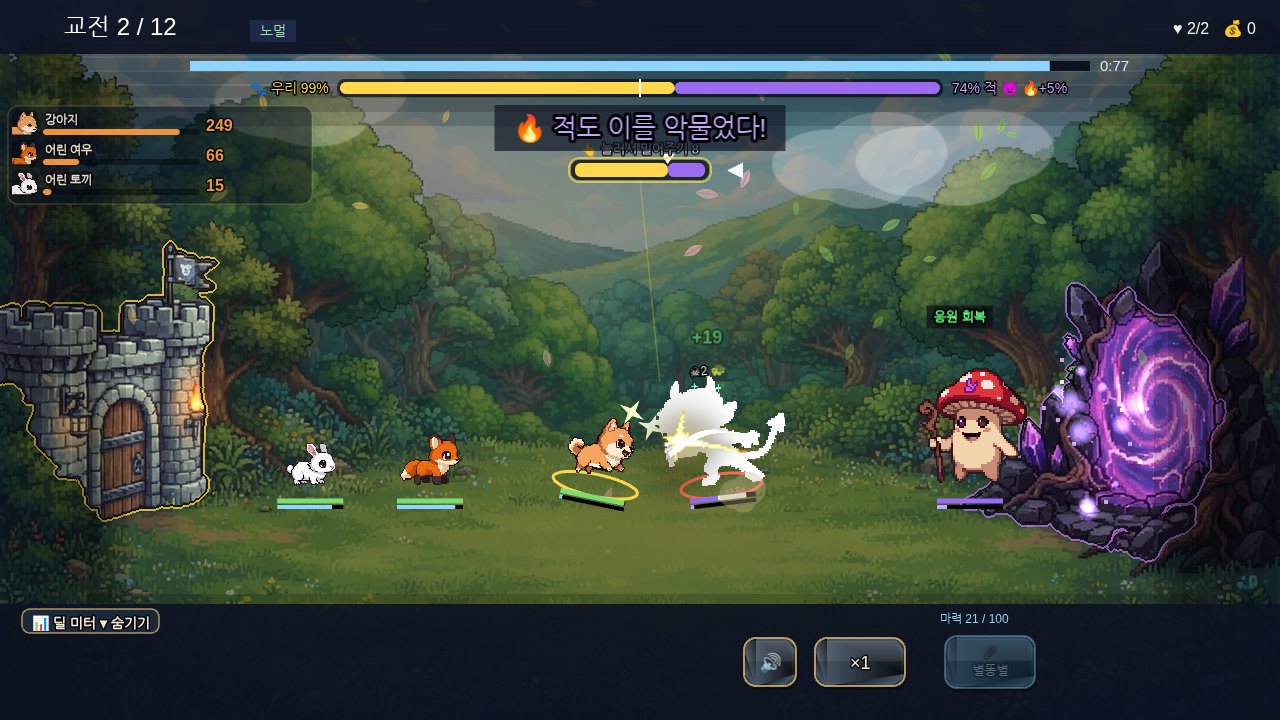 교전 2 / 12
노멀
♥ 2/2 💰 0
0:77
🐾 우리 99%
74% 적 😈 🔥+5%
🔥 적도 이를 악물었다!
강아지 249
어린 여우 66
어린 토끼 15
+19
2
응원 회복
📊 딜 미터 ▾ 숨기기
마력 21 / 100
×1
별똥별